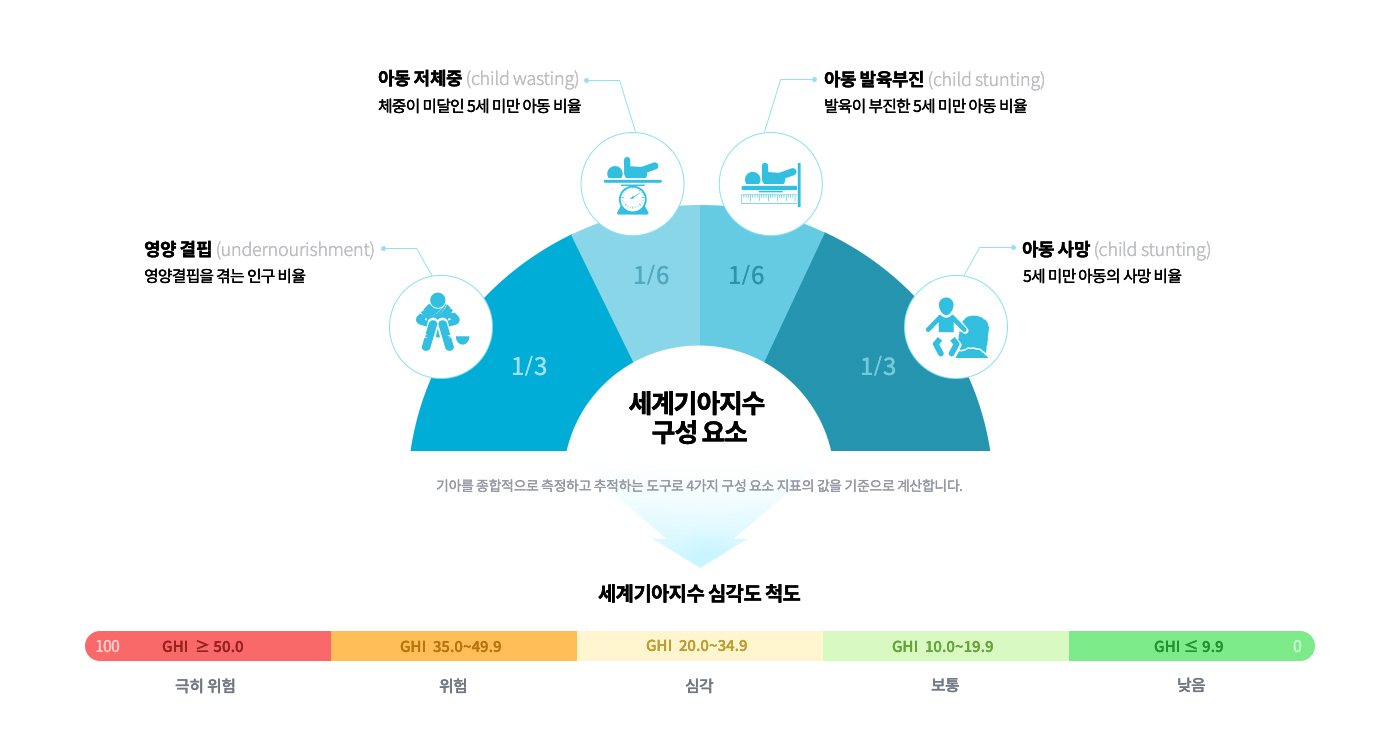 아동 저체중 (child wasting)
체중이 미달인 5세 미만 아동 비율
아동 발육부진 (child stunting)
발육이 부진한 5세 미만 아동 비율
영양 결핍 (undernourishment)
영양결핍을 겪는 인구 비율
아동 사망 (child stunting)
5세 미만 아동의 사망 비율
1/6
1/6
1/3
1/3
세계기아지수
구성 요소
기아를 종합적으로 측정하고 추적하는 도구로 4가지 구성 요소 지표의 값을 기준으로 계산합니다.
세계기아지수 심각도 척도
100 GHI ≥ 50.0 GHI 35.0~49.9 GHI 20.0~34.9 GHI 10.0~19.9 GHI ≤ 9.9 0
극히 위험 위험 심각 보통 낮음